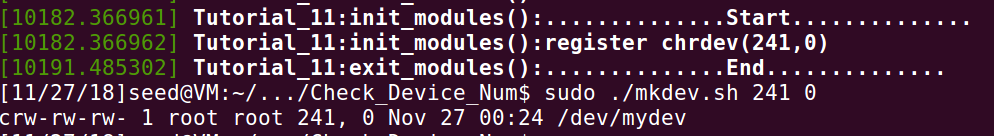 [10182.366961] Tutorial_11:init_modules():..............Start..............
[10182.366962] Tutorial_11:init_modules():register chrdev(241,0)
[10191.485302] Tutorial_11:exit_modules():..............End..............
[11/27/18]seed@VM:~/.../Check_Device_Num$ sudo ./mkdev.sh 241 0
crw-rw-rw- 1 root root 241, 0 Nov 27 00:24 /dev/mydev